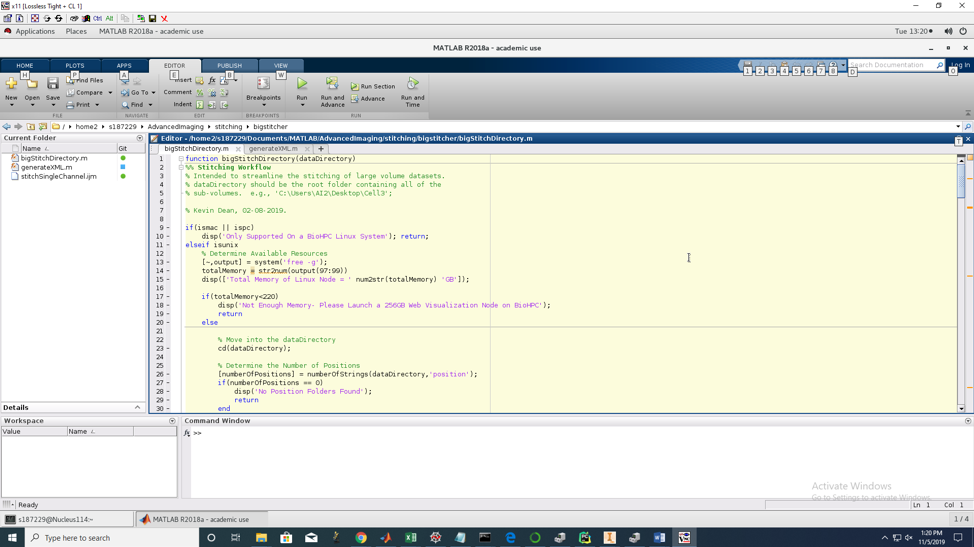 x11 [Lossless Tight + CL 1]
Ctrl Alt
Applications Places MATLAB R2018a - academic use Tue 13:20
MATLAB R2018a - academic use
HOME PLOTS APPS EDITOR PUBLISH VIEW
H P A E B W
1 2 3 4 5 6 7 8 D O
Search Documentation Log In
New Open Save Find Files Compare Print Go To Find Insert Comment Indent Breakpoints Run Run and Advance Run Section Advance Run and Time
FILE NAVIGATE EDIT BREAKPOINTS RUN
/ home2 s187229 Documents MATLAB AdvancedImaging stitching bigstitcher
Current Folder
Name Git
bigStitchDirectory.m
generateXML.m
stitchSingleChannel.ijm
Details
Editor - /home2/s187229/Documents/MATLAB/AdvancedImaging/stitching/bigstitcher/bigStitchDirectory.m
T
bigStitchDirectory.m generateXML.m
1 function bigStitchDirectory(dataDirectory)
2 %% Stitching Workflow
3 % Intended to streamline the stitching of large volume datasets.
4 % dataDirectory should be the root folder containing all of the
5 % sub-volumes. e.g., 'C:\Users\AI2\Desktop\Cell3';
6
7 % Kevin Dean, 02-08-2019.
8
9 if(ismac || ispc)
10 disp('Only Supported On a BioHPC Linux System'); return;
11 elseif isunix
12 % Determine Available Resources
13 [~,output] = system('free -g');
14 totalMemory = str2num(output(97:99))
15 disp(['Total Memory of Linux Node = ' num2str(totalMemory) 'GB']);
16
17 if(totalMemory<220)
18 disp('Not Enough Memory- Please Launch a 256GB Web Visualization Node on BioHPC');
19 return
20 else
21
22 % Move into the dataDirectory
23 cd(dataDirectory);
24
25 % Determine the Number of Positions
26 [numberOfPositions] = numberOfStrings(dataDirectory,'position');
27 if(numberOfPositions == 0)
28 disp('No Position Folders Found');
29 return
30 end
Workspace
Value Name
Command Window
fx >>
Activate Windows
Go to Settings to activate Windows.
Ready
Ln 1 Col 1
s187229@Nucleus114:~ MATLAB R2018a - academic use 1 / 4
Type here to search
1:20 PM
11/5/2019